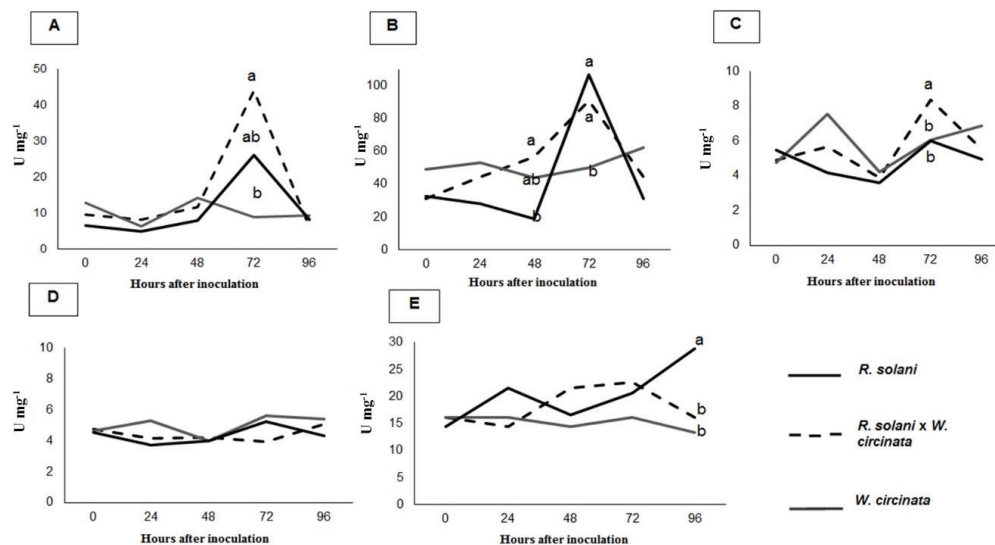 A
50
40
30
20
10
0
U mg-1
a
ab
b
0 24 48 72 96
Hours after inoculation
B
100
80
60
40
20
0
U mg-1
a
a
a
ab
b
b
0 24 48 72 96
Hours after inoculation
C
10
8
6
4
2
0
U mg-1
a
b
b
0 24 48 72 96
Hours after inoculation
D
10
8
6
4
2
0
U mg-1
0 24 48 72 96
Hours after inoculation
E
30
25
20
15
10
5
0
U mg-1
a
b
b
0 24 48 72 96
Hours after inoculation
R. solani
R. solani x W.
circinata
W. circinata